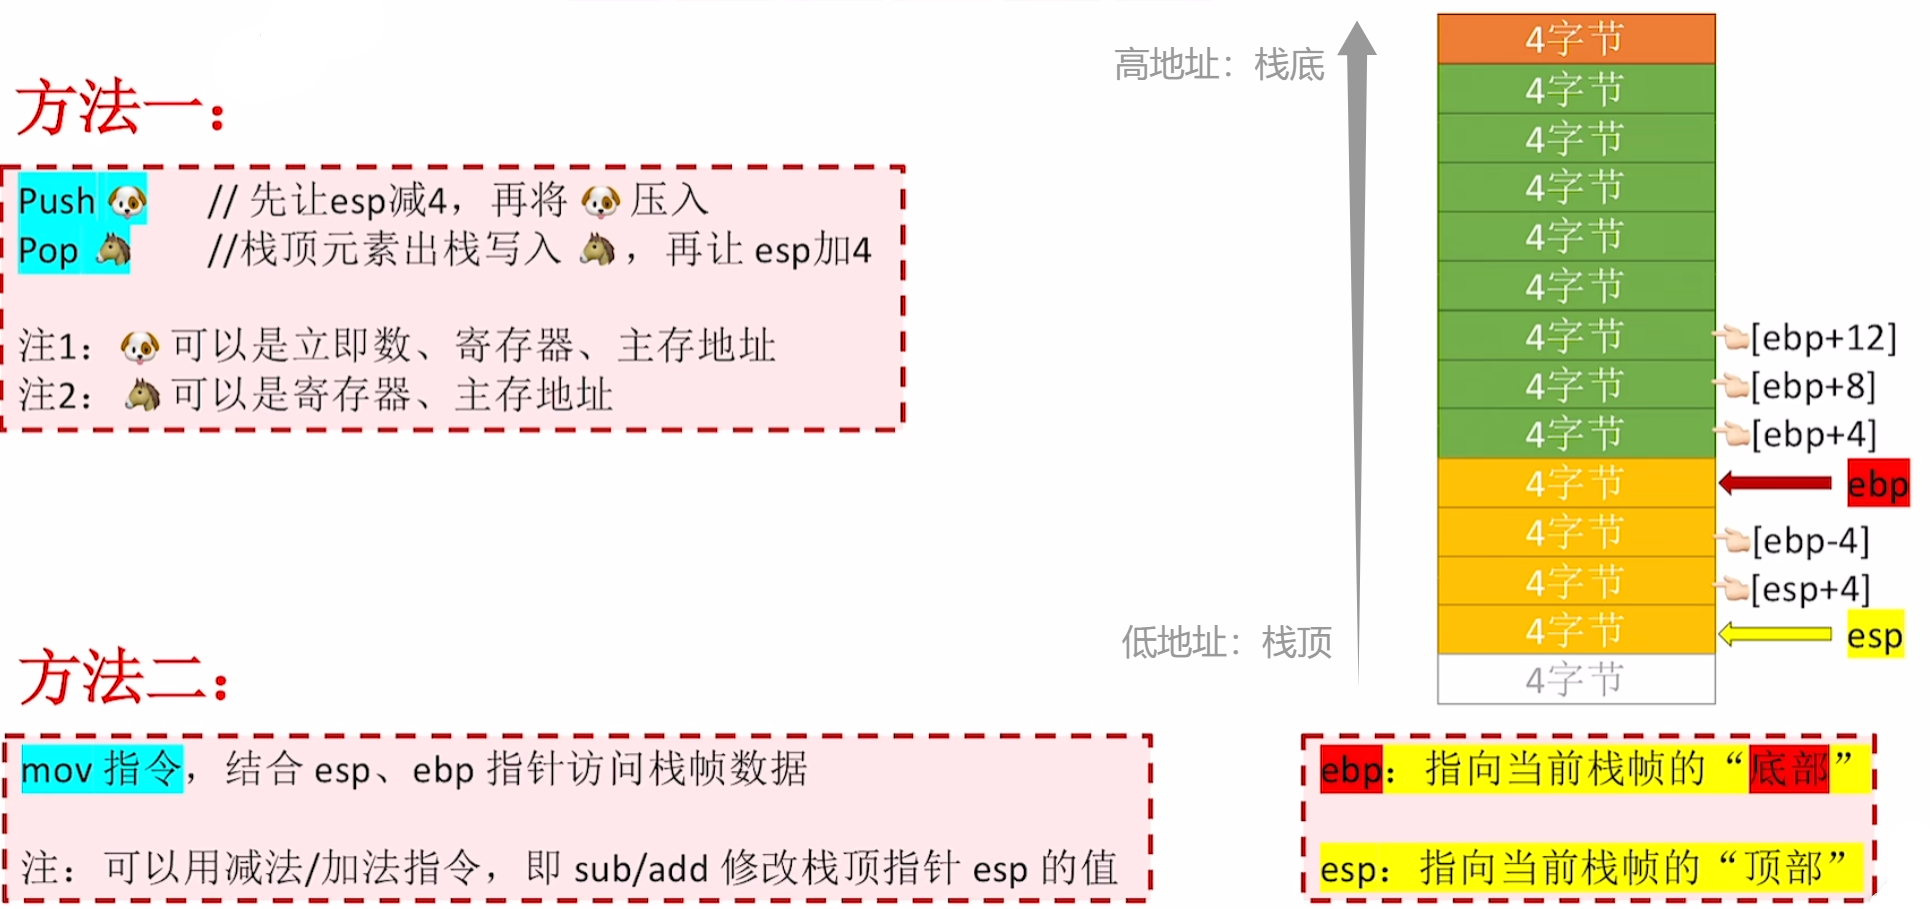 方法一：
Push 🐶 // 先让esp减4，再将 🐶 压入
Pop 🐴 //栈顶元素出栈写入 🐴，再让 esp加4
注1：🐶 可以是立即数、寄存器、主存地址
注2：🐴 可以是寄存器、主存地址
方法二：
mov 指令，结合 esp、ebp 指针访问栈帧数据
注：可以用减法/加法指令，即 sub/add 修改栈顶指针 esp 的值
高地址：栈底
低地址：栈顶
4字节
4字节
4字节
4字节
4字节
4字节
4字节 [ebp+12]
4字节 [ebp+8]
4字节 [ebp+4]
4字节 ebp
4字节 [ebp-4]
4字节 [esp+4]
4字节 esp
4字节
ebp：指向当前栈帧的“底部”
esp：指向当前栈帧的“顶部”